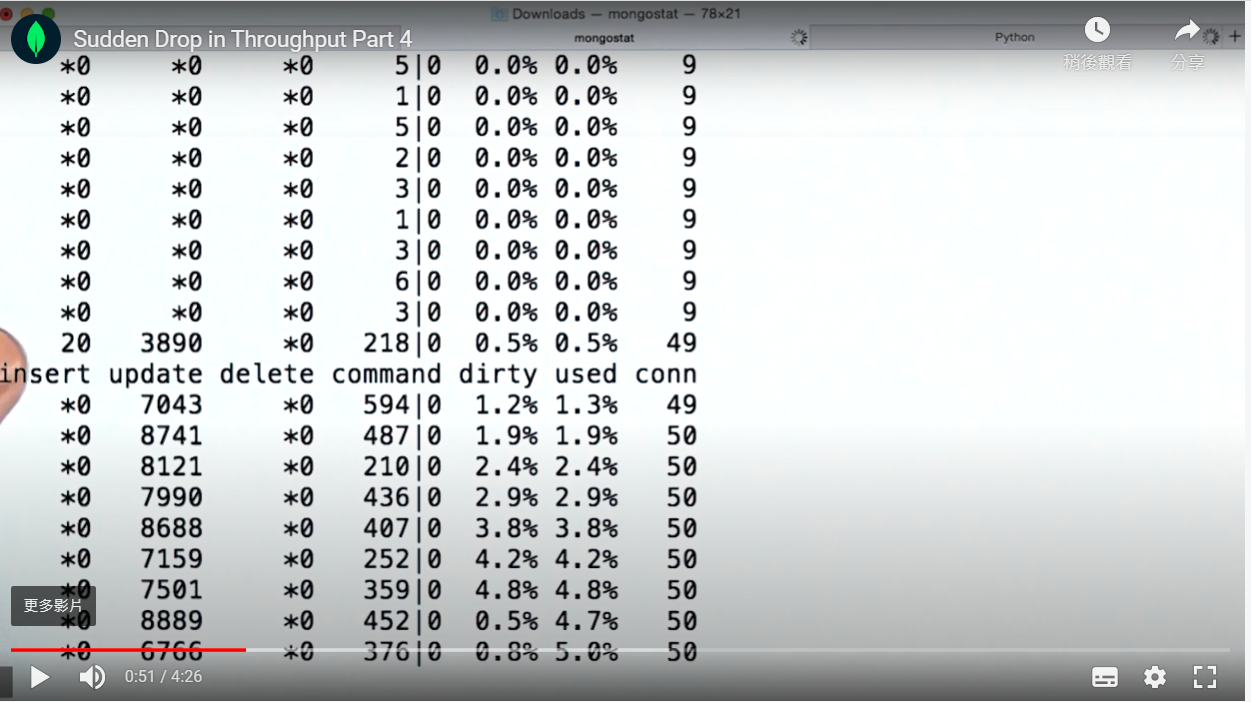 Downloads — mongostat — 78×21
Sudden Drop in Throughput Part 4
mongostat
Python
稍後觀看
分享
*0 *0 *0 5|0 0.0% 0.0% 9
*0 *0 *0 1|0 0.0% 0.0% 9
*0 *0 *0 5|0 0.0% 0.0% 9
*0 *0 *0 2|0 0.0% 0.0% 9
*0 *0 *0 3|0 0.0% 0.0% 9
*0 *0 *0 1|0 0.0% 0.0% 9
*0 *0 *0 3|0 0.0% 0.0% 9
*0 *0 *0 6|0 0.0% 0.0% 9
*0 *0 *0 3|0 0.0% 0.0% 9
20 3890 *0 218|0 0.5% 0.5% 49
insert update delete command dirty used conn
*0 7043 *0 594|0 1.2% 1.3% 49
*0 8741 *0 487|0 1.9% 1.9% 50
*0 8121 *0 210|0 2.4% 2.4% 50
*0 7990 *0 436|0 2.9% 2.9% 50
*0 8688 *0 407|0 3.8% 3.8% 50
*0 7159 *0 252|0 4.2% 4.2% 50
*0 7501 *0 359|0 4.8% 4.8% 50
更多影片
*0 8889 *0 452|0 0.5% 4.7% 50
*0 6766 *0 376|0 0.8% 5.0% 50
0:51 / 4:26